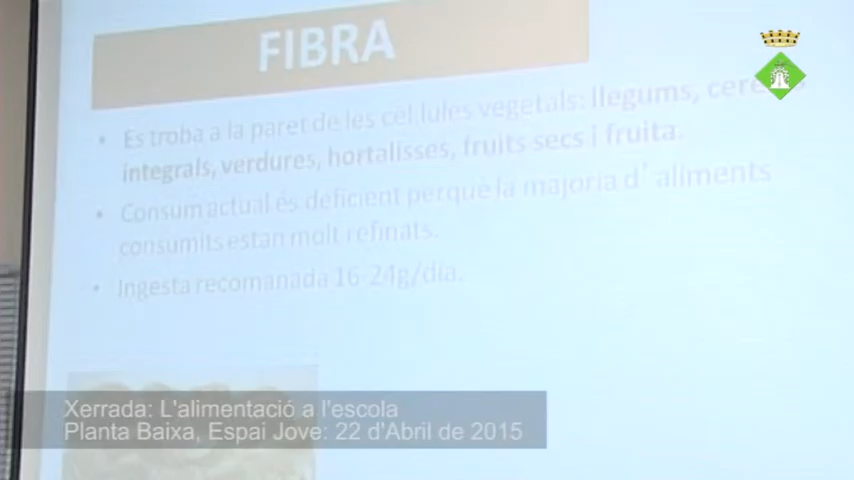 FIBRA
• Es troba a la paret de les cel·lules vegetals: llegums, cereals
integrals, verdures, hortalisses, fruits secs i fruita.
• Consum actual és deficient perquè la majoria d' aliments
consumits estan molt refinats.
• Ingesta recomanada 16-24g/dia.
Xerrada: L'alimentació a l'escola
Planta Baixa, Espai Jove: 22 d'Abril de 2015